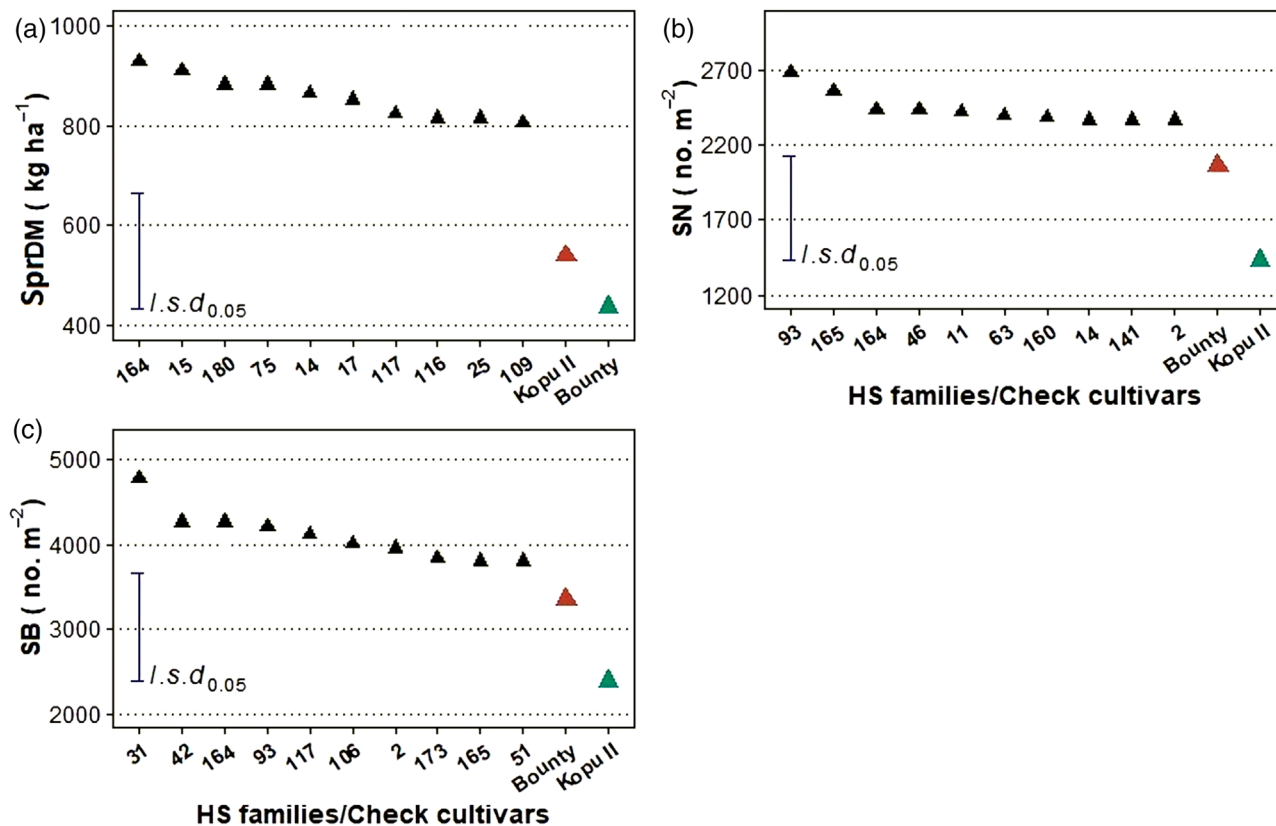 (a)
1000
800
600
400
SprDM ( kg ha⁻¹)
l.s.d 0.05
164 15 180 75 14 17 117 116 25 109 Kopu II Bounty
(b)
2700
2200
1700
1200
SN ( no. m⁻²)
l.s.d 0.05
93 165 164 46 11 63 160 14 141 2 Bounty Kopu II
HS families/Check cultivars
(c)
5000
4000
3000
2000
SB ( no. m⁻²)
l.s.d 0.05
31 42 164 93 117 106 2 173 165 51 Bounty Kopu II
HS families/Check cultivars